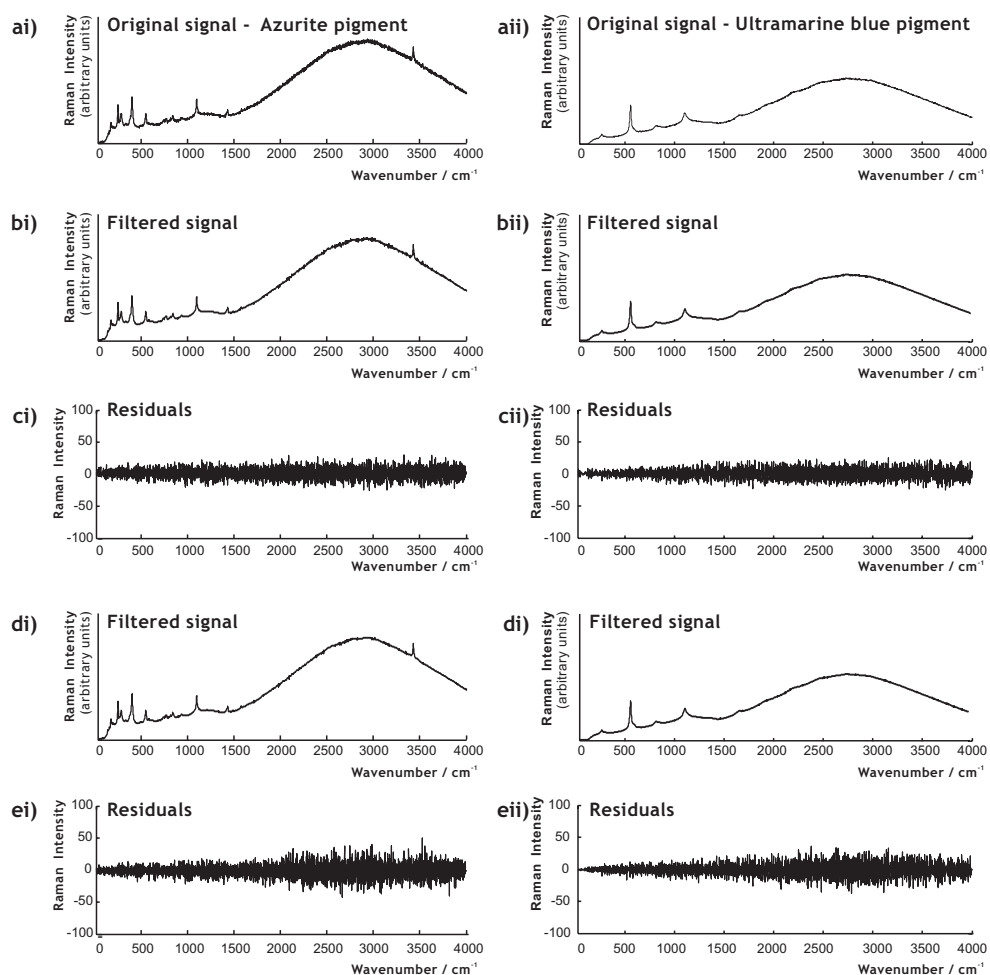 ai)
Original signal - Azurite pigment
Raman Intensity
(arbitrary units)
0 500 1000 1500 2000 2500 3000 3500 4000
Wavenumber / cm⁻¹
aii)
Original signal - Ultramarine blue pigment
Raman Intensity
(arbitrary units)
0 500 1000 1500 2000 2500 3000 3500 4000
Wavenumber / cm⁻¹
bi)
Filtered signal
Raman Intensity
(arbitrary units)
0 500 1000 1500 2000 2500 3000 3500 4000
Wavenumber / cm⁻¹
bii)
Filtered signal
Raman Intensity
(arbitrary units)
0 500 1000 1500 2000 2500 3000 3500 4000
Wavenumber / cm⁻¹
ci)
Residuals
Raman Intensity
100
50
0
-50
-100
0 500 1000 1500 2000 2500 3000 3500 4000
Wavenumber / cm⁻¹
cii)
Residuals
Raman Intensity
100
50
0
-50
-100
0 500 1000 1500 2000 2500 3000 3500 4000
Wavenumber / cm⁻¹
di)
Filtered signal
Raman Intensity
(arbitrary units)
0 500 1000 1500 2000 2500 3000 3500 4000
Wavenumber / cm⁻¹
di)
Filtered signal
Raman Intensity
(arbitrary units)
0 500 1000 1500 2000 2500 3000 3500 4000
Wavenumber / cm⁻¹
ei)
Residuals
Raman Intensity
100
50
0
-50
-100
0 500 1000 1500 2000 2500 3000 3500 4000
Wavenumber / cm⁻¹
eii)
Residuals
Raman Intensity
100
50
0
-50
-100
0 500 1000 1500 2000 2500 3000 3500 4000
Wavenumber / cm⁻¹